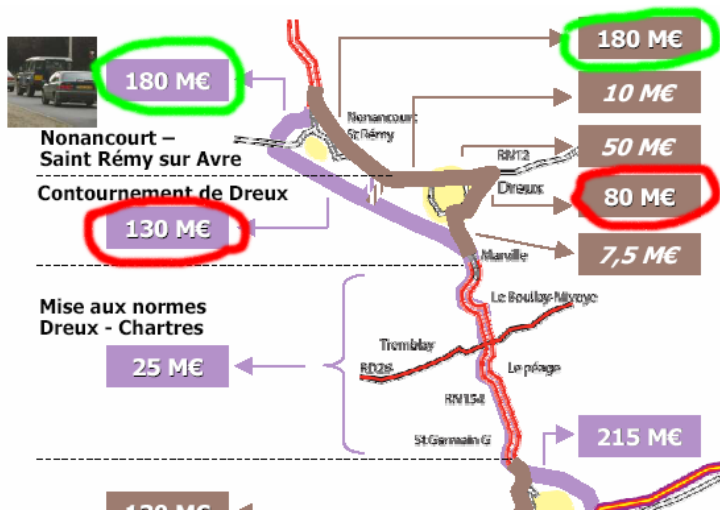 180 M€
180 M€
10 M€
Nonancourt
St Rémy
Nonancourt –
Saint Rémy sur Avre
50 M€
RN12
Contournement de Dreux
Dreux
80 M€
130 M€
7,5 M€
Marville
Mise aux normes
Dreux - Chartres
Le Boullay-Mivoye
Tremblay
RD26
Le péage
25 M€
RN154
St Germain G
215 M€
130 M€